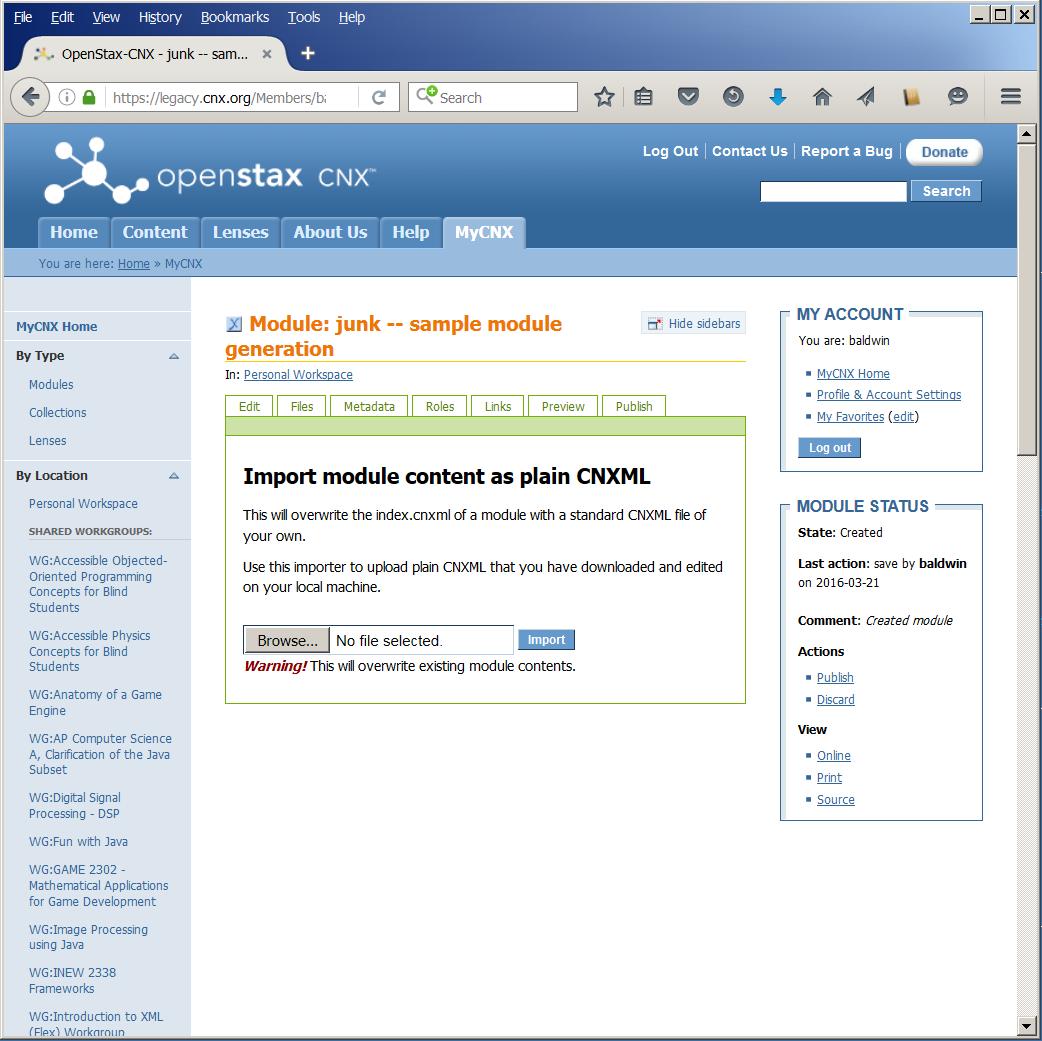 File Edit View History Bookmarks Tools Help
OpenStax-CNX - junk -- sam...
https://legacy.cnx.org/Members/ba
Search
Log Out Contact Us Report a Bug Donate
openstax CNX™
Search
Home Content Lenses About Us Help MyCNX
You are here: Home » MyCNX
MyCNX Home
By Type
Modules
Collections
Lenses
By Location
Personal Workspace
SHARED WORKGROUPS:
WG:Accessible Objected-
Oriented Programming
Concepts for Blind
Students
WG:Accessible Physics
Concepts for Blind
Students
WG:Anatomy of a Game
Engine
WG:AP Computer Science
A, Clarification of the Java
Subset
WG:Digital Signal
Processing - DSP
WG:Fun with Java
WG:GAME 2302 -
Mathematical Applications
for Game Development
WG:Image Processing
using Java
WG:INEW 2338
Frameworks
WG:Introduction to XML
(Flex) Workgroup
Module: junk -- sample module
generation
Hide sidebars
In: Personal Workspace
Edit Files Metadata Roles Links Preview Publish
Import module content as plain CNXML
This will overwrite the index.cnxml of a module with a standard CNXML file of
your own.
Use this importer to upload plain CNXML that you have downloaded and edited
on your local machine.
Browse... No file selected. Import
Warning! This will overwrite existing module contents.
MY ACCOUNT
You are: baldwin
MyCNX Home
Profile & Account Settings
My Favorites (edit)
Log out
MODULE STATUS
State: Created
Last action: save by baldwin
on 2016-03-21
Comment: Created module
Actions
Publish
Discard
View
Online
Print
Source